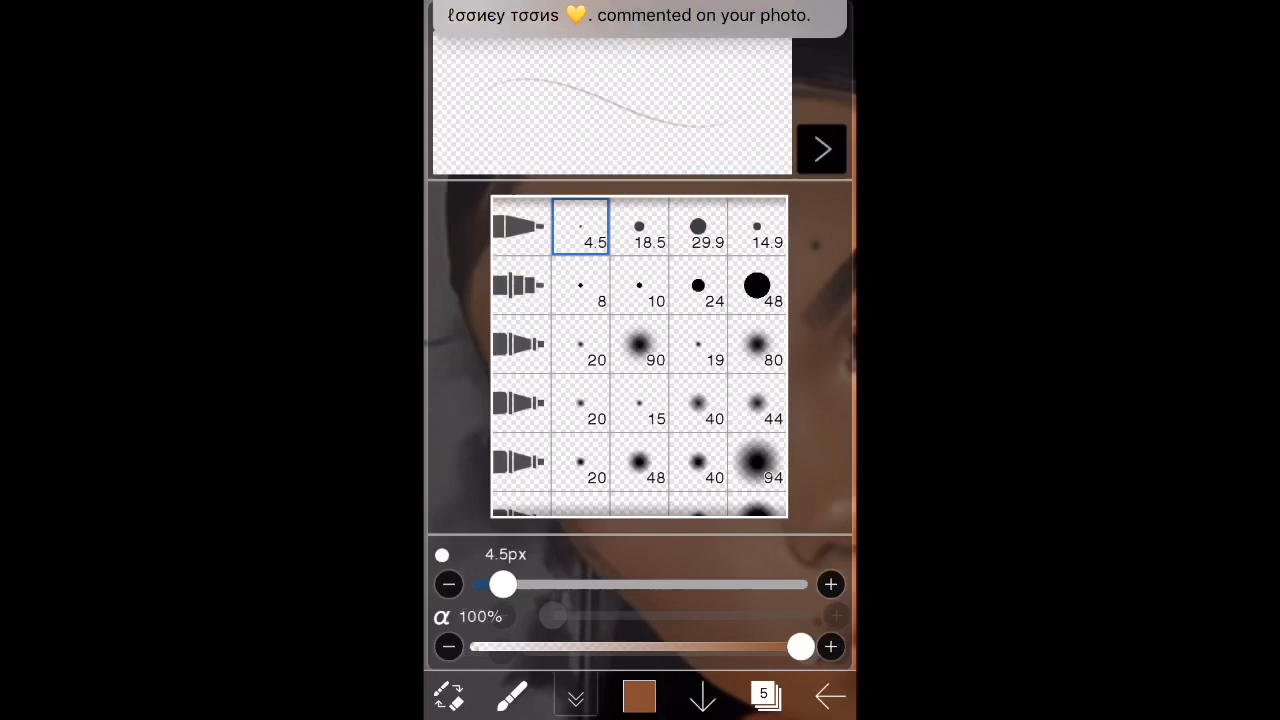 ℓσσиєу тσσиѕ 💛. commented on your photo.
4.5 18.5 29.9 14.9
8 10 24 48
20 90 19 80
20 15 40 44
20 48 40 94
4.5px
α 100%
5